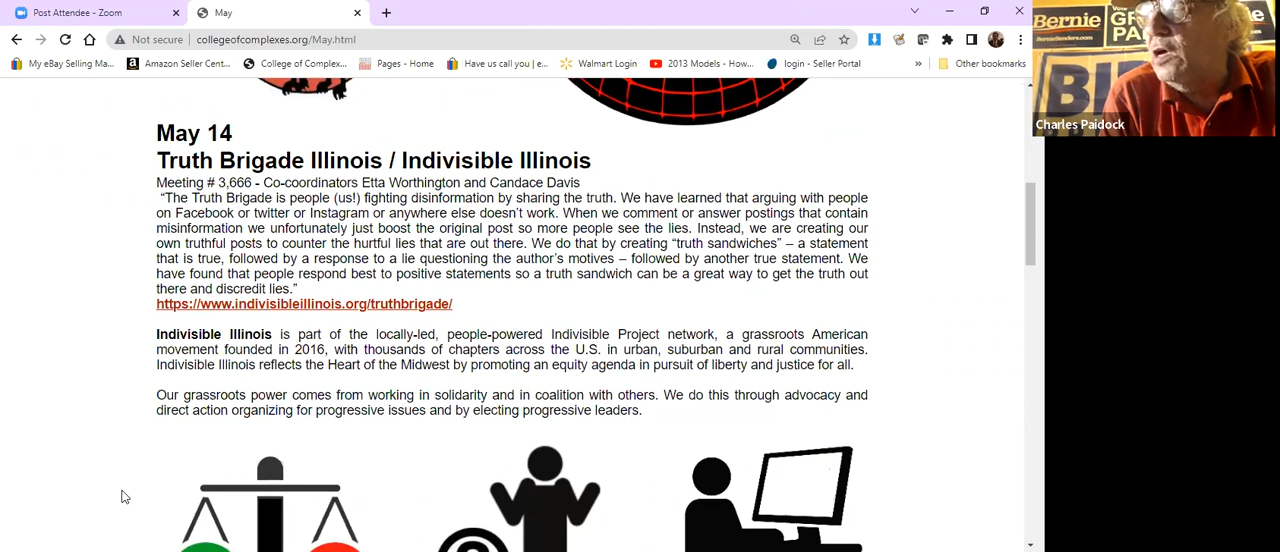 Post Attendee - Zoom
May
Not secure
collegeofcomplexes.org/May.html
My eBay Selling Ma...
Amazon Seller Cent...
College of Complex...
Pages - Home
Have us call you | e...
Walmart Login
2013 Models - How...
login - Seller Portal
»
Other bookmarks
May 14
Truth Brigade Illinois / Indivisible Illinois
Meeting # 3,666 - Co-coordinators Etta Worthington and Candace Davis
“The Truth Brigade is people (us!) fighting disinformation by sharing the truth. We have learned that arguing with people
on Facebook or twitter or Instagram or anywhere else doesn’t work. When we comment or answer postings that contain
misinformation we unfortunately just boost the original post so more people see the lies. Instead, we are creating our
own truthful posts to counter the hurtful lies that are out there. We do that by creating “truth sandwiches” – a statement
that is true, followed by a response to a lie questioning the author’s motives – followed by another true statement. We
have found that people respond best to positive statements so a truth sandwich can be a great way to get the truth out
there and discredit lies.”
https://www.indivisibleillinois.org/truthbrigade/
Indivisible Illinois is part of the locally-led, people-powered Indivisible Project network, a grassroots American
movement founded in 2016, with thousands of chapters across the U.S. in urban, suburban and rural communities.
Indivisible Illinois reflects the Heart of the Midwest by promoting an equity agenda in pursuit of liberty and justice for all.
Our grassroots power comes from working in solidarity and in coalition with others. We do this through advocacy and
direct action organizing for progressive issues and by electing progressive leaders.
Bernie
BernieSanders.com
Vote
Charles Paidock